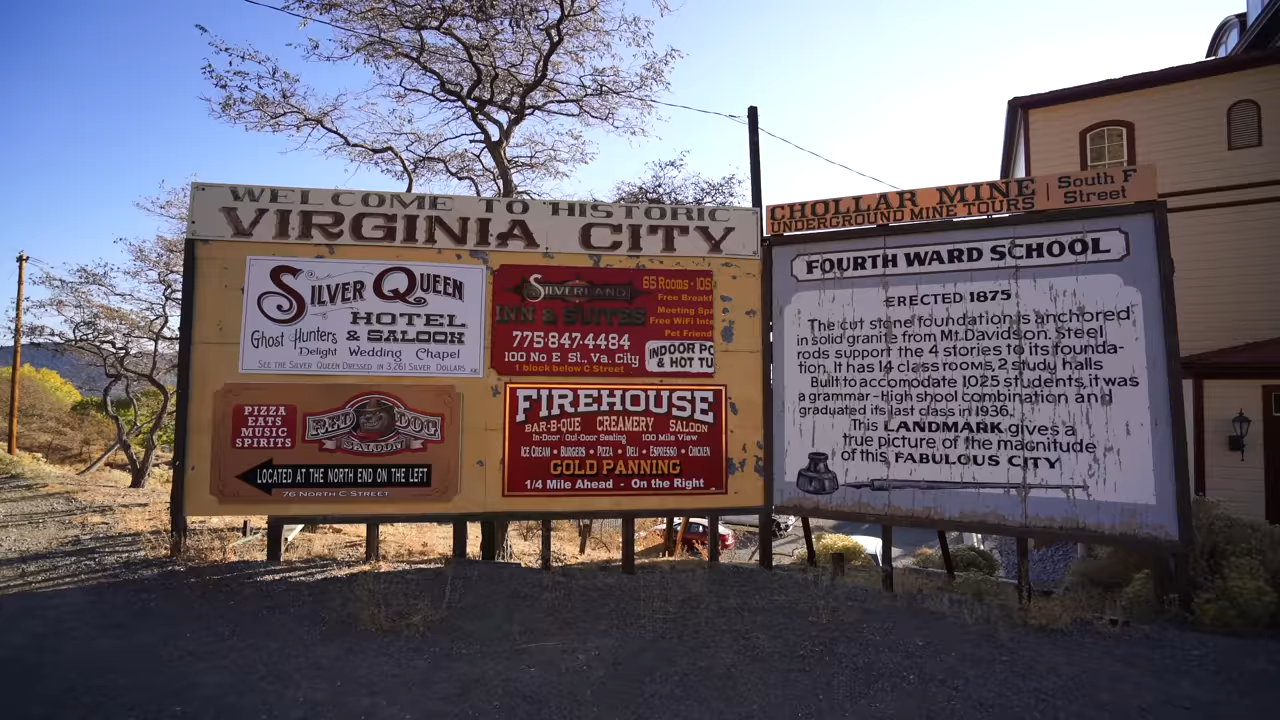 WELCOME TO HISTORIC
VIRGINIA CITY
SILVER QUEEN
HOTEL
& SALOON
Ghost Hunters
Delight Wedding Chapel
SEE THE SILVER QUEEN DRESSED IN 3,261 SILVER DOLLARS
SILVERLAND
INN & SUITES
775-847-4484
100 No E St., Va. City
1 block below C Street
65 Rooms - 10S
Free Breakf
Meeting Spa
Free WiFi Inte
Pet Friend
INDOOR PO
& HOT TU
PIZZA
EATS
MUSIC
SPIRITS
RED DOG
SALOON
LOCATED AT THE NORTH END ON THE LEFT
76 NORTH C STREET
FIREHOUSE
BAR-B-QUE CREAMERY SALOON
In-Door / Out-Door Seating 100 Mile View
ICE CREAM • BURGERS • PIZZA • DELI • ESPRESSO • CHICKEN
GOLD PANNING
1/4 Mile Ahead - On the Right
CHOLLAR MINE
UNDERGROUND MINE TOURS
South F
Street
FOURTH WARD SCHOOL
ERECTED 1875
The cut stone foundation is anchored
in solid granite from Mt. Davidson. Steel
rods support the 4 stories to its founda-
tion. It has 14 class rooms, 2 study halls
Built to accomodate 1025 students, it was
a grammar-High shool combination and
graduated its last class in 1936.
This LANDMARK gives a
true picture of the magnitude
of this FABULOUS CITY